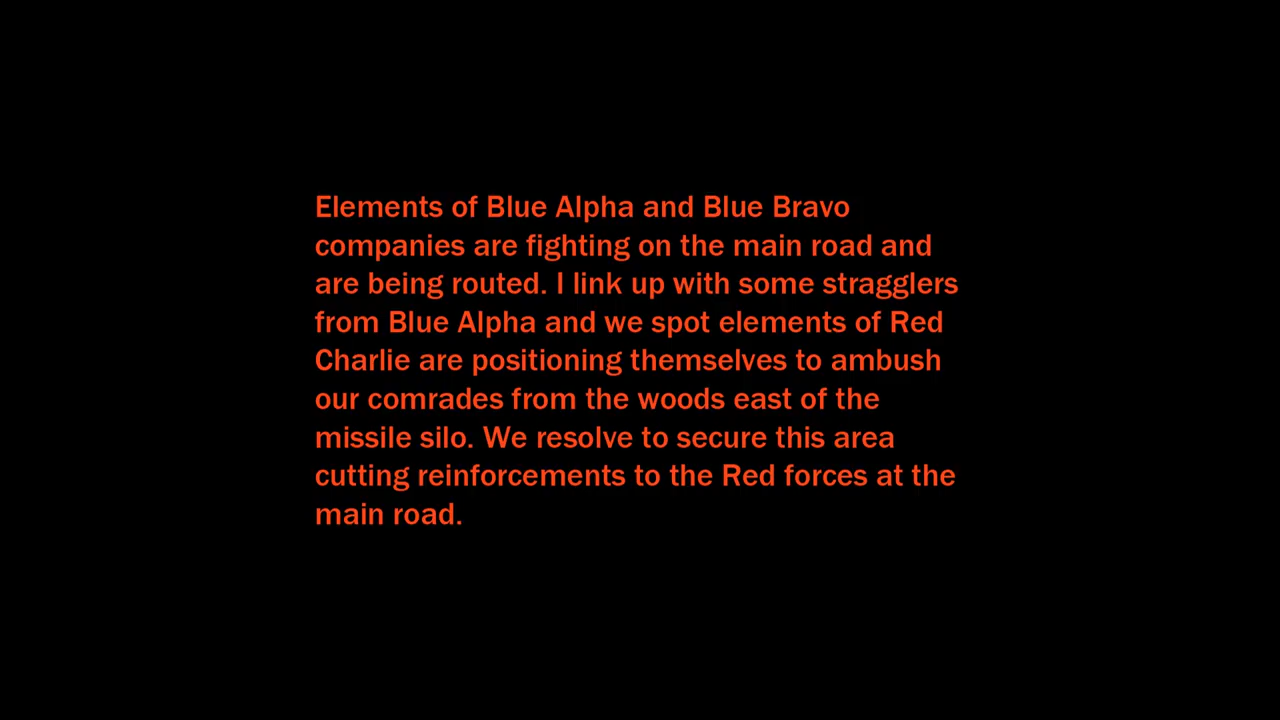 Elements of Blue Alpha and Blue Bravo
companies are fighting on the main road and
are being routed. I link up with some stragglers
from Blue Alpha and we spot elements of Red
Charlie are positioning themselves to ambush
our comrades from the woods east of the
missile silo. We resolve to secure this area
cutting reinforcements to the Red forces at the
main road.